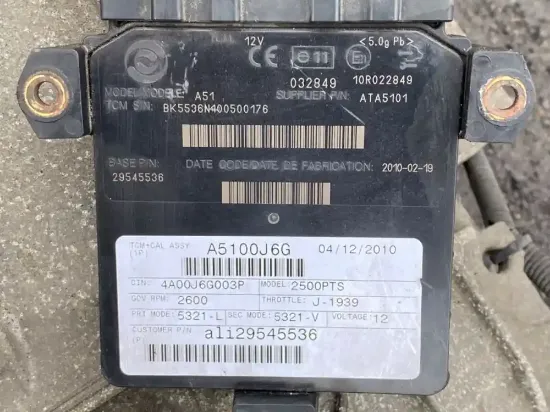 12V CE e11 < 5.0g Pb >
032849 10R022849
MODEL/MODELE: A51 SUPPLIER P/N: ATA5101
TCM S/N: BK5536N400500176
BASE P/N: DATE CODE/DATE DE FABRICATION: 2010-02-19
29545536
TCM+CAL ASSY A5100J6G 04/12/2010
(1P)
CIN: 4A00J6G003P MODEL: 2500PTS
GOV RPM: 2600 THROTTLE: J-1939
PRI MODE: 5321-L SEC MODE: 5321-V VOLTAGE: 12
CUSTOMER P/N ali29545536
(P)